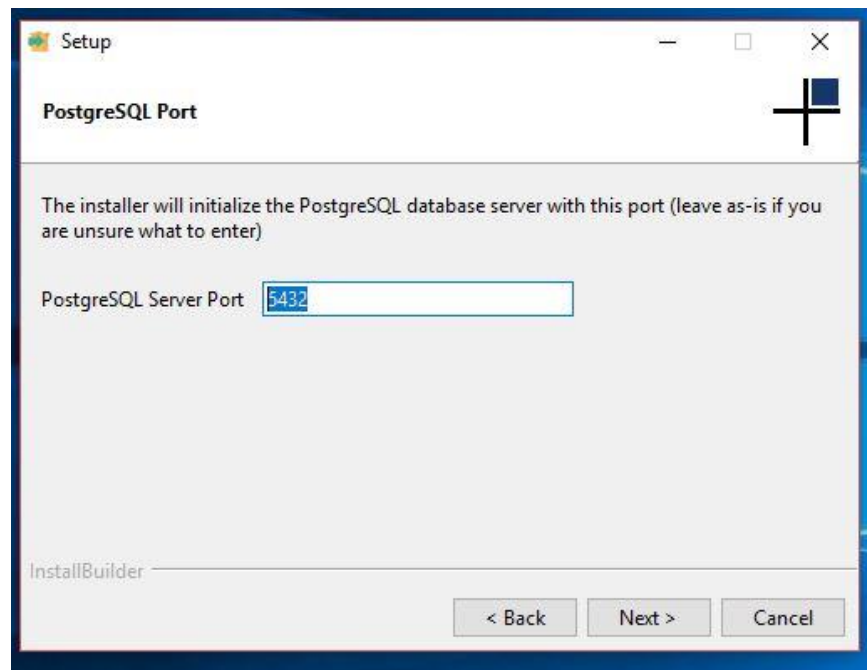 Setup
PostgreSQL Port
The installer will initialize the PostgreSQL database server with this port (leave as-is if you
are unsure what to enter)
PostgreSQL Server Port 5432
InstallBuilder
< Back Next > Cancel